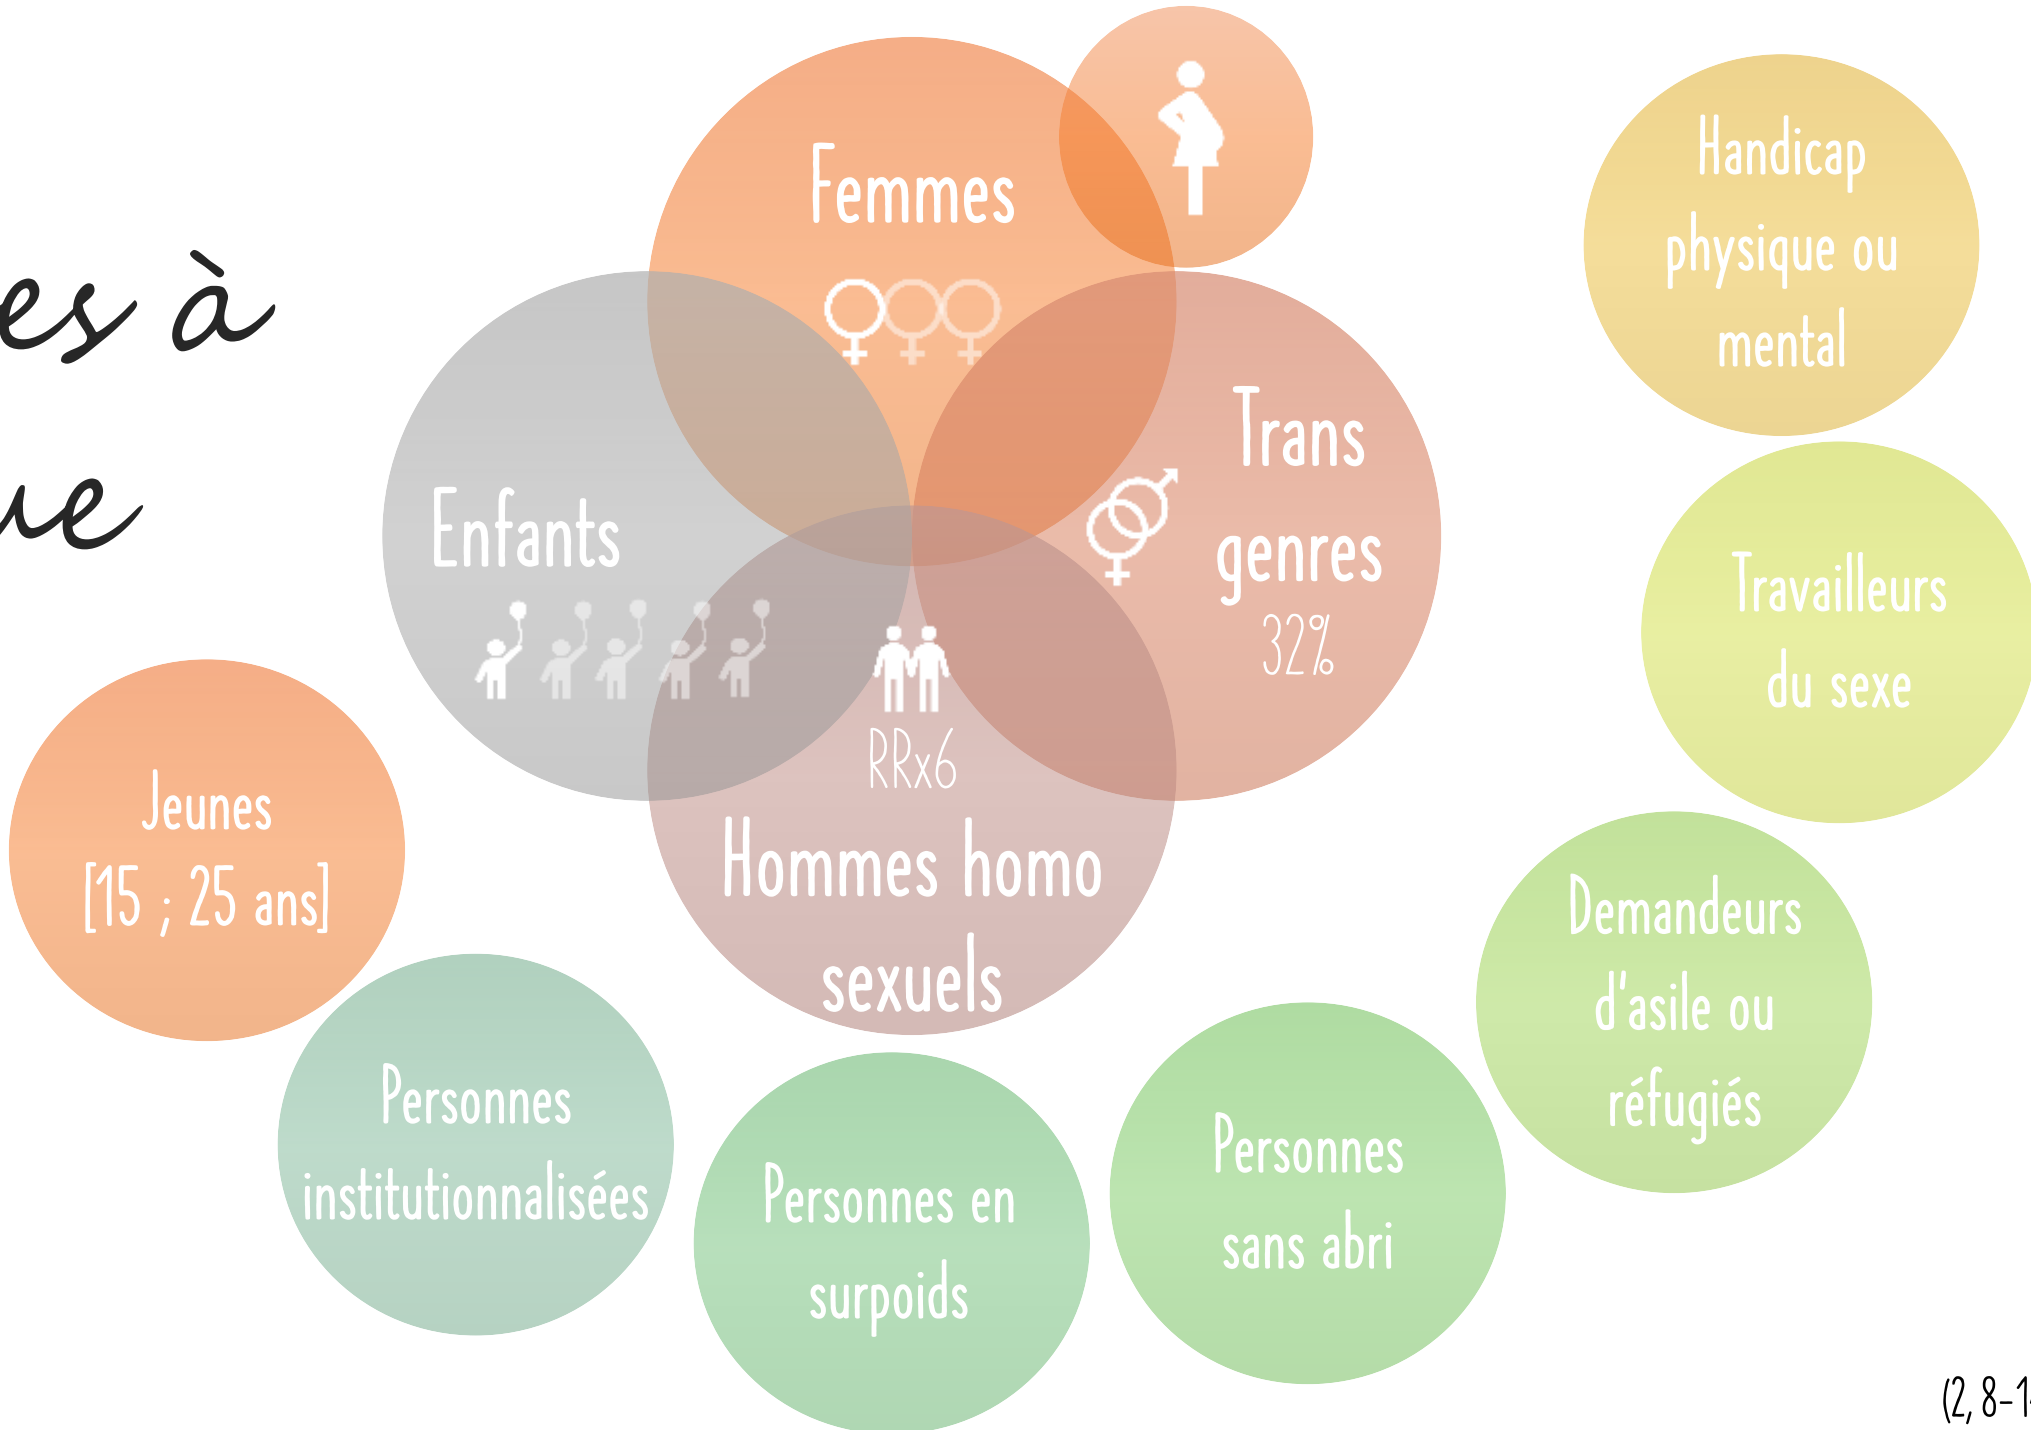 es à
ue
Femmes
Enfants
Trans
genres
32%
RRx6
Hommes homo
sexuels
Handicap
physique ou
mental
Travailleurs
du sexe
Demandeurs
d'asile ou
réfugiés
Personnes
sans abri
Personnes en
surpoids
Personnes
institutionnalisées
Jeunes
[15 ; 25 ans]
(2, 8-1